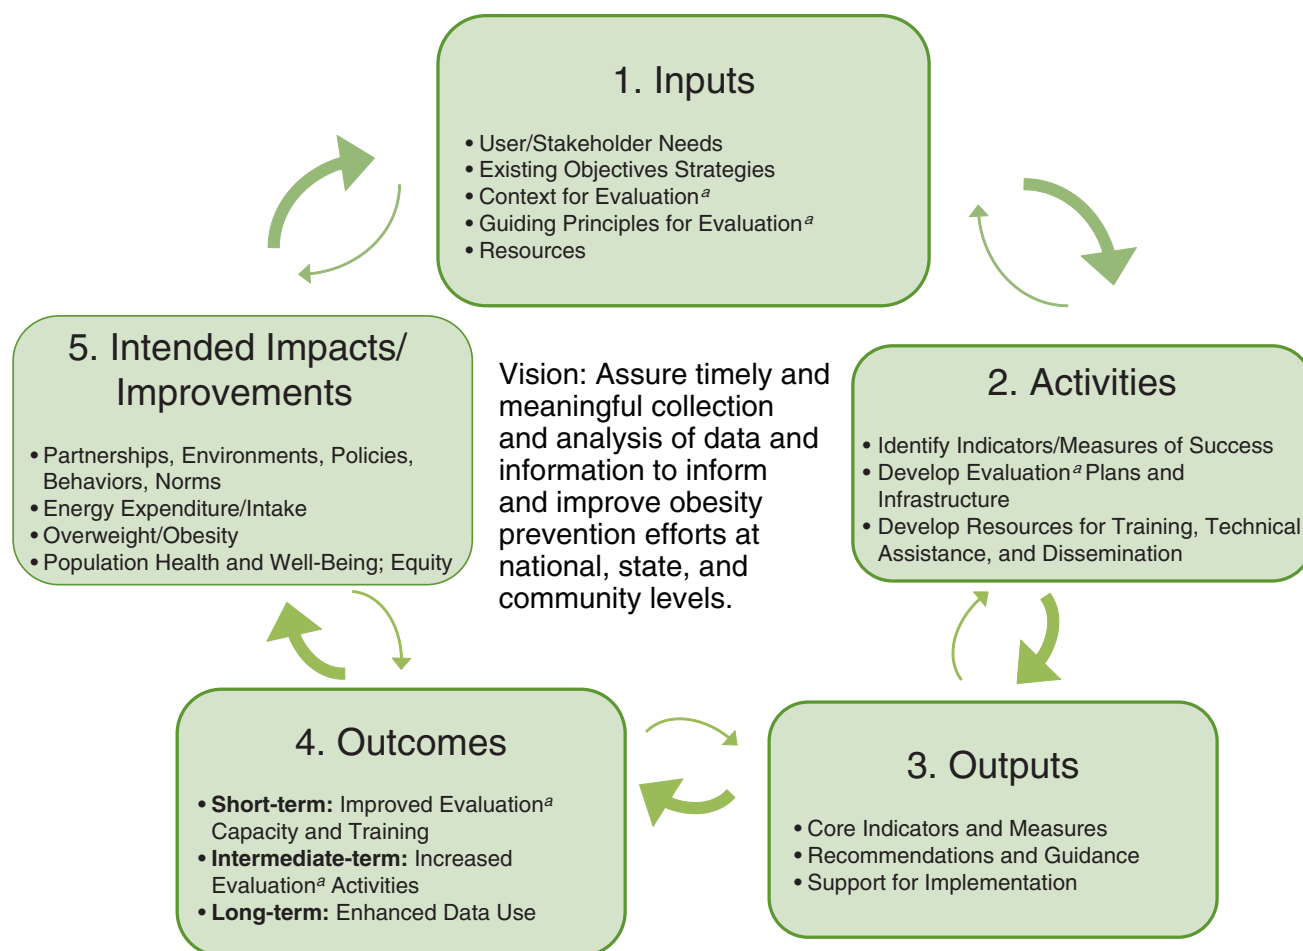 1. Inputs
• User/Stakeholder Needs
• Existing Objectives Strategies
• Context for Evaluationᵃ
• Guiding Principles for Evaluationᵃ
• Resources
2. Activities
• Identify Indicators/Measures of Success
• Develop Evaluationᵃ Plans and
Infrastructure
• Develop Resources for Training, Technical
Assistance, and Dissemination
3. Outputs
• Core Indicators and Measures
• Recommendations and Guidance
• Support for Implementation
4. Outcomes
• Short-term: Improved Evaluationᵃ
Capacity and Training
• Intermediate-term: Increased
Evaluationᵃ Activities
• Long-term: Enhanced Data Use
5. Intended Impacts/
Improvements
• Partnerships, Environments, Policies,
Behaviors, Norms
• Energy Expenditure/Intake
• Overweight/Obesity
• Population Health and Well-Being; Equity
Vision: Assure timely and
meaningful collection
and analysis of data and
information to inform
and improve obesity
prevention efforts at
national, state, and
community levels.